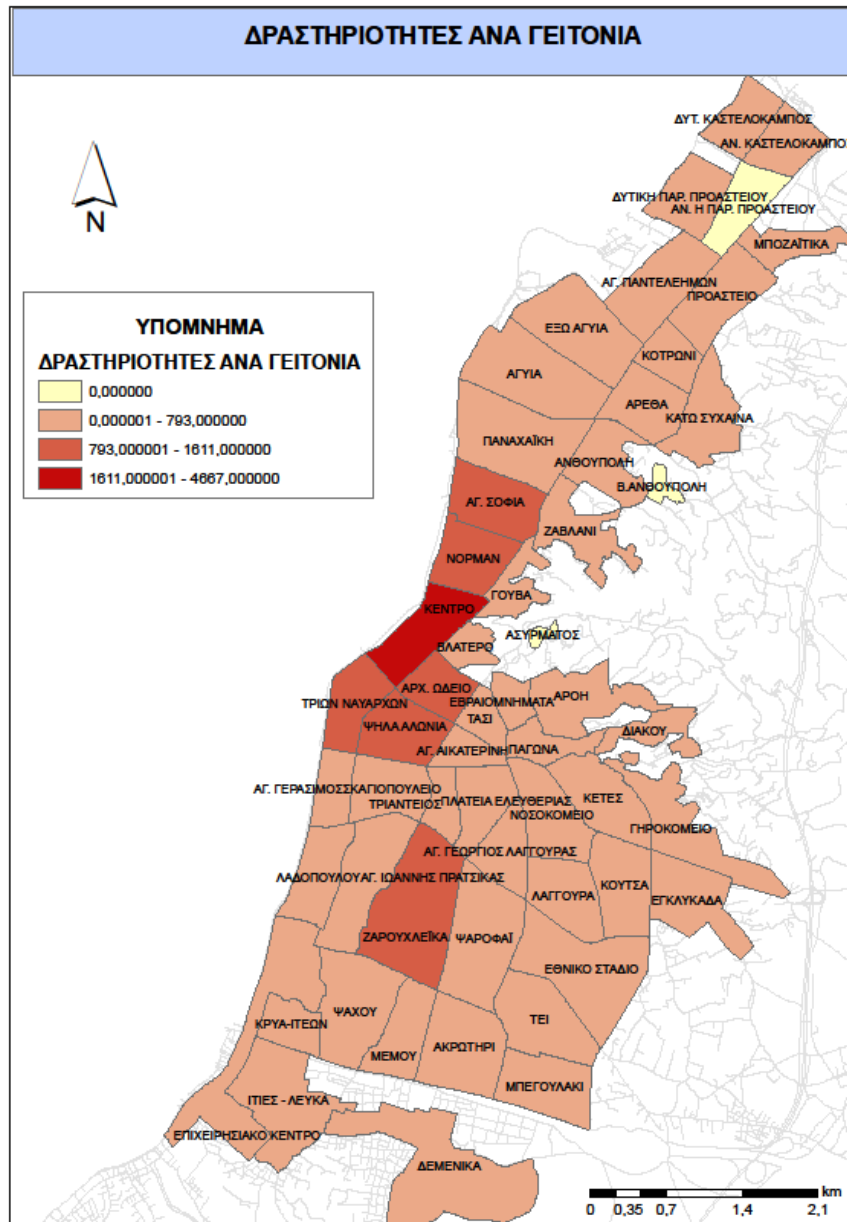 ΔΡΑΣΤΗΡΙΟΤΗΤΕΣ ΑΝΑ ΓΕΙΤΟΝΙΑ
N
ΥΠΟΜΝΗΜΑ
ΔΡΑΣΤΗΡΙΟΤΗΤΕΣ ΑΝΑ ΓΕΙΤΟΝΙΑ
0,000000
0,000001 - 793,000000
793,000001 - 1611,000000
1611,000001 - 4667,000000
ΔΥΤ. ΚΑΣΤΕΛΟΚΑΜΠΟΣ
ΑΝ. ΚΑΣΤΕΛΟΚΑΜΠΟΣ
ΔΥΤΙΚΗ ΠΑΡ. ΠΡΟΑΣΤΕΙΟΥ
ΑΝ. Η ΠΑΡ. ΠΡΟΑΣΤΕΙΟΥ
ΜΠΟΖΑΪΤΙΚΑ
ΑΓ. ΠΑΝΤΕΛΕΗΜΩΝ
ΠΡΟΑΣΤΕΙΟ
ΕΞΩ ΑΓΥΙΑ
ΚΟΤΡΩΝΙ
ΑΓΥΙΑ
ΑΡΕΘΑ
ΚΑΤΩ ΣΥΧΑΙΝΑ
ΠΑΝΑΧΑΪΚΗ
ΑΝΘΟΥΠΟΛΗ
Β.ΑΝΘΟΥΠΟΛΗ
ΑΓ. ΣΟΦΙΑ
ΖΑΒΛΑΝΙ
ΝΟΡΜΑΝ
ΓΟΥΒΑ
ΚΕΝΤΡΟ
ΑΣΥΡΜΑΤΟΣ
ΒΛΑΤΕΡΟ
ΑΡΧ. ΩΔΕΙΟ
ΕΒΡΑΙΟΜΝΗΜΑΤΑ
ΑΡΟΗ
ΤΡΙΩΝ ΝΑΥΑΡΧΩΝ
ΨΗΛΑ ΑΛΩΝΙΑ
ΤΑΣΙ
ΔΙΑΚΟΥ
ΑΓ. ΑΙΚΑΤΕΡΙΝΗ
ΠΑΓΩΝΑ
ΑΓ. ΓΕΡΑΣΙΜΟΣ
ΣΚΑΓΙΟΠΟΥΛΕΙΟ
ΤΡΙΑΝΤΕΙΟΣ
ΠΛΑΤΕΙΑ ΕΛΕΥΘΕΡΙΑΣ
ΝΟΣΟΚΟΜΕΙΟ
ΚΕΤΕΣ
ΓΗΡΟΚΟΜΕΙΟ
ΑΓ. ΓΕΩΡΓΙΟΣ ΛΑΓΓΟΥΡΑΣ
ΛΑΔΟΠΟΥΛΟΥ
ΑΓ. ΙΩΑΝΝΗΣ ΠΡΑΤΣΙΚΑΣ
ΛΑΓΓΟΥΡΑ
ΚΟΥΤΣΑ
ΕΓΛΥΚΑΔΑ
ΖΑΡΟΥΧΛΕΪΚΑ
ΨΑΡΟΦΑΪ
ΕΘΝΙΚΟ ΣΤΑΔΙΟ
ΨΑΧΟΥ
ΚΡΥΑ-ΙΤΕΩΝ
ΤΕΙ
ΑΚΡΩΤΗΡΙ
ΜΕΜΟΥ
ΜΠΕΓΟΥΛΑΚΙ
ΙΤΙΕΣ - ΛΕΥΚΑ
ΕΠΙΧΕΙΡΗΣΙΑΚΟ ΚΕΝΤΡΟ
ΔΕΜΕΝΙΚΑ
km
0 0,35 0,7 1,4 2,1